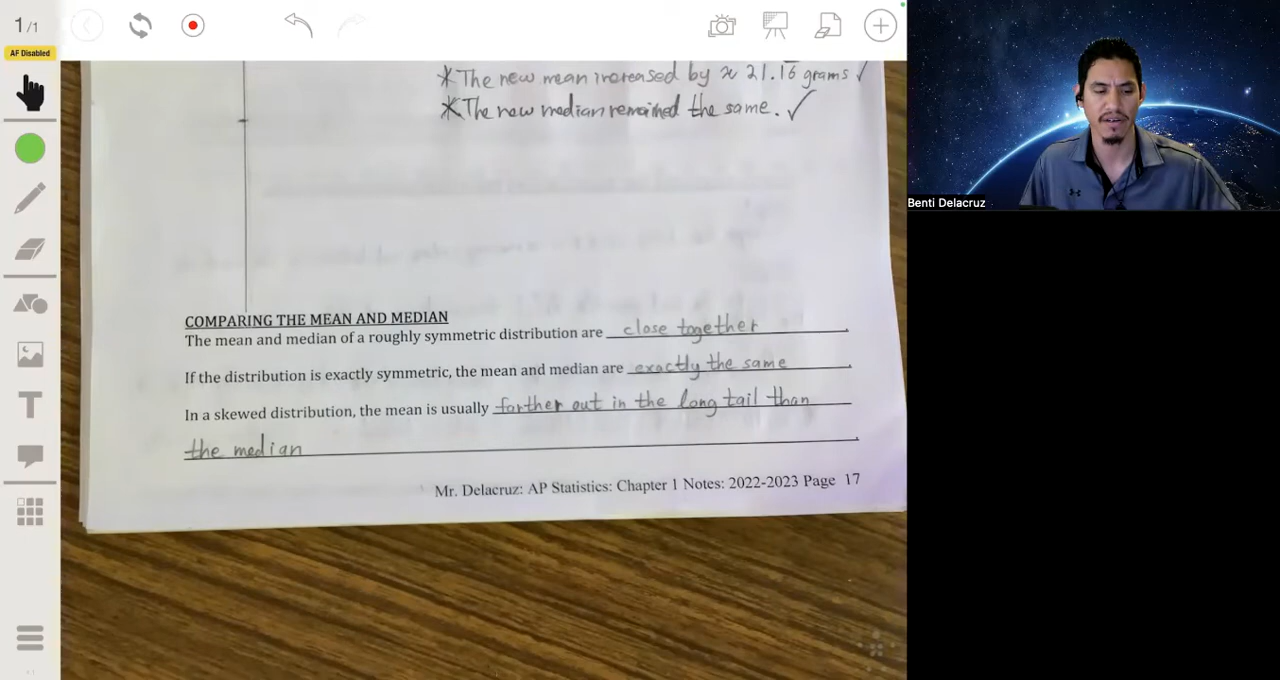 1/1
AF Disabled
*The new mean increased by ≈ 21.16 grams ✓
*The new median remained the same. ✓
Benti Delacruz
COMPARING THE MEAN AND MEDIAN
The mean and median of a roughly symmetric distribution are close together.
If the distribution is exactly symmetric, the mean and median are exactly the same.
In a skewed distribution, the mean is usually farther out in the long tail than
the median.
Mr. Delacruz: AP Statistics: Chapter 1 Notes: 2022-2023 Page 17
T